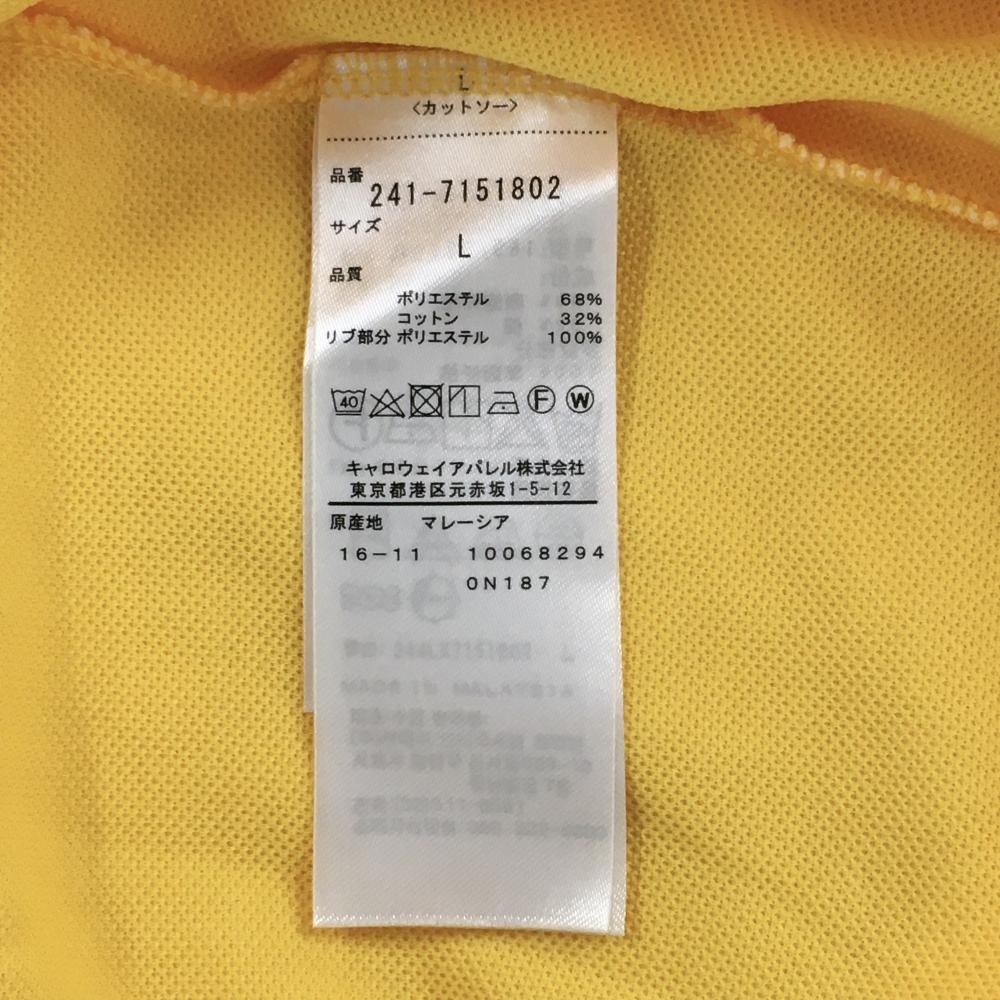 L
〈カットソー〉
品番 241-7151802
サイズ
L
品質
ポリエステル 68%
コットン 32%
リブ部分 ポリエステル 100%
40 F W
キャロウェイアパレル株式会社
東京都港区元赤坂1-5-12
原産地 マレーシア
16-11 10068294
0N187